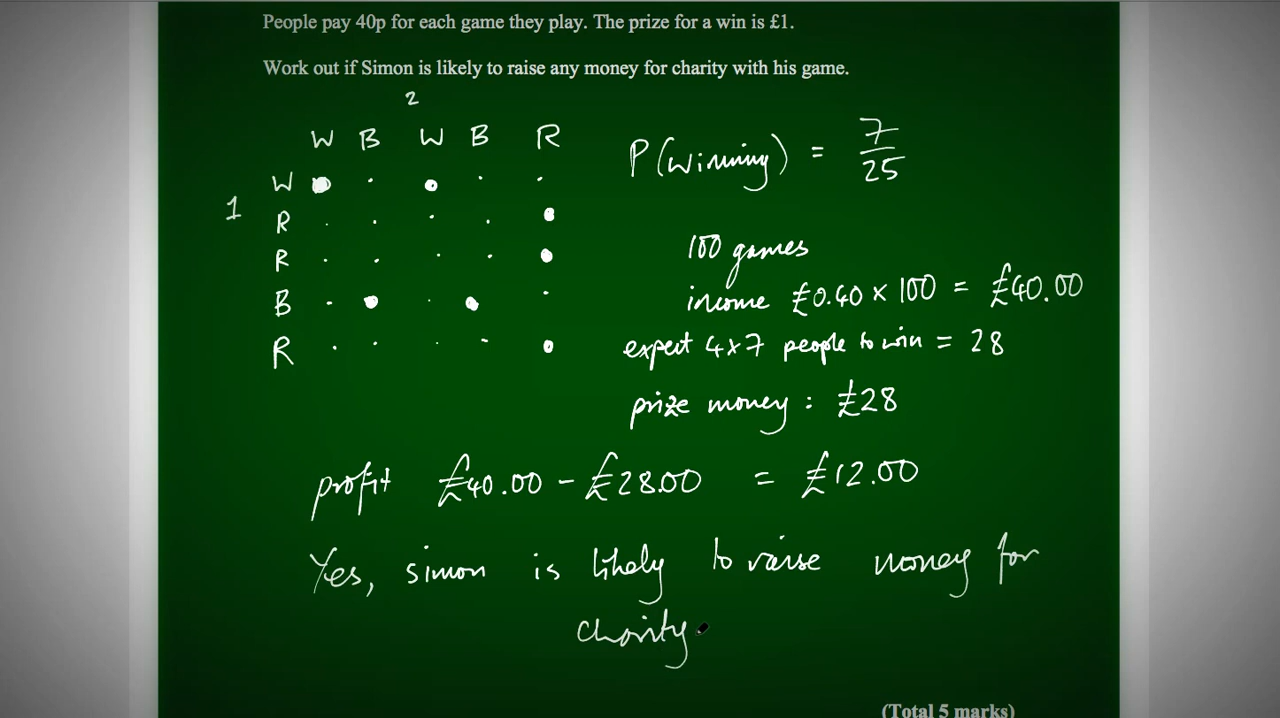 People pay 40p for each game they play. The prize for a win is £1.
Work out if Simon is likely to raise any money for charity with his game.
2
W B W B R
1
W
R
R
B
R
P(winning) = 7/25
100 games
income £0.40 × 100 = £40.00
expect 4×7 people to win = 28
prize money : £28
profit £40.00 - £28.00 = £12.00
Yes, simon is likely to raise money for
charity
(Total 5 marks)